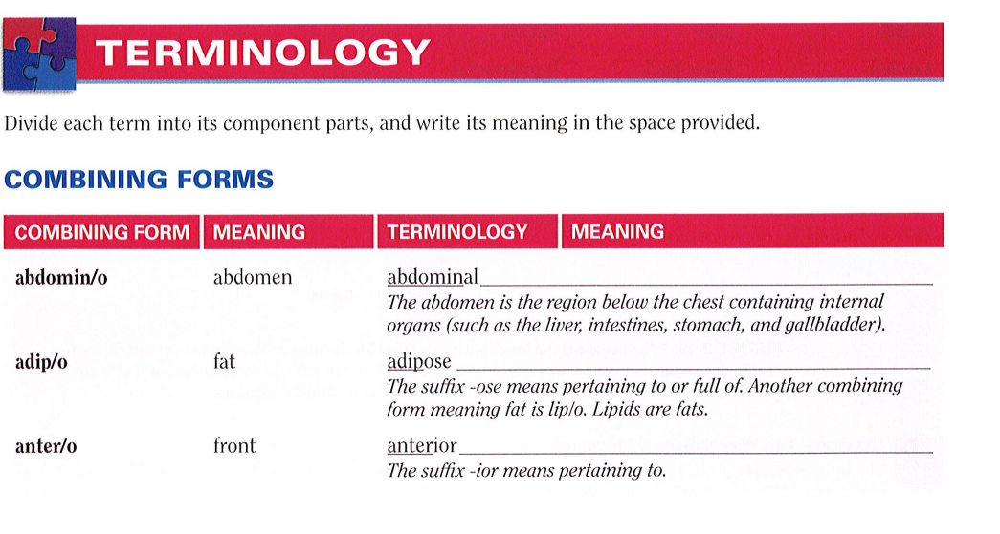 TERMINOLOGY
Divide each term into its component parts, and write its meaning in the space provided.
COMBINING FORMS
COMBINING FORM MEANING TERMINOLOGY MEANING
abdomin/o abdomen abdominal
The abdomen is the region below the chest containing internal
organs (such as the liver, intestines, stomach, and gallbladder).
adip/o fat adipose
The suffix -ose means pertaining to or full of. Another combining
form meaning fat is lip/o. Lipids are fats.
anter/o front anterior
The suffix -ior means pertaining to.